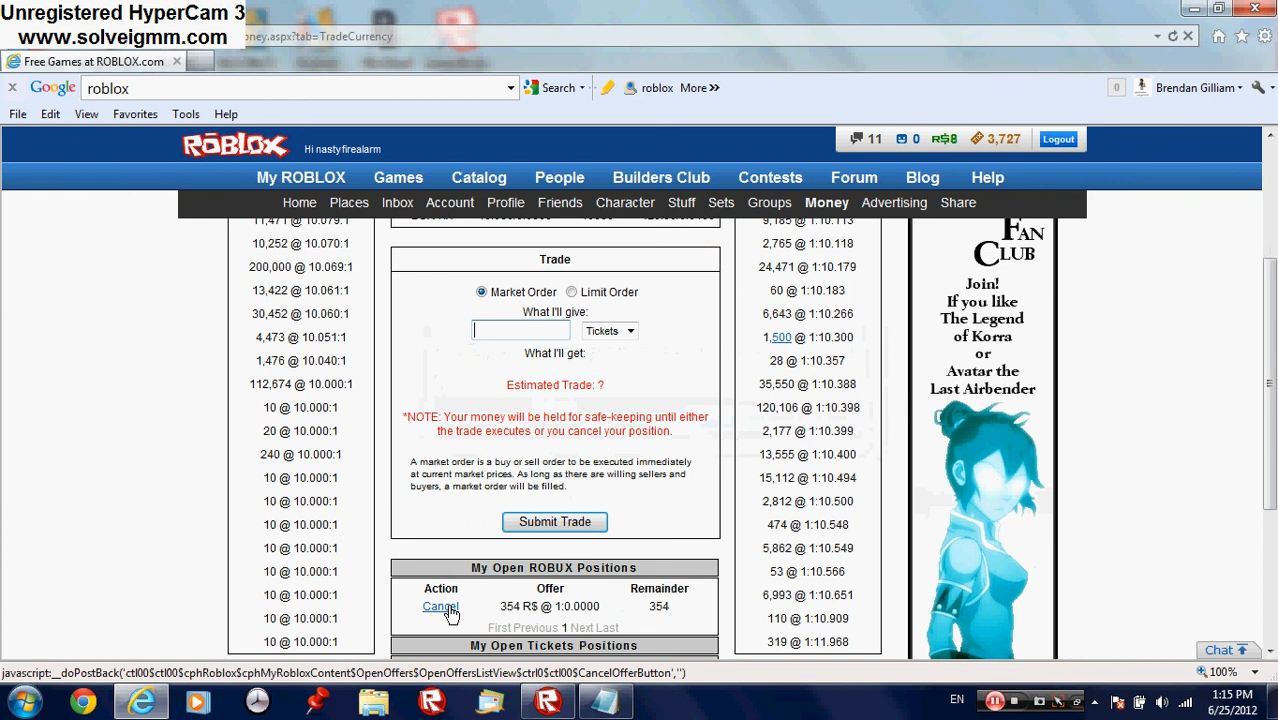 Unregistered HyperCam 3
www.solveigmm.com
ney.aspx?tab=TradeCurrency
Free Games at ROBLOX.com
Google roblox Search roblox More » 0 Brendan Gilliam
File Edit View Favorites Tools Help
ROBLOX Hi nastyfirealarm 11 0 R$8 3,727 Logout
My ROBLOX Games Catalog People Builders Club Contests Forum Blog Help
Home Places Inbox Account Profile Friends Character Stuff Sets Groups Money Advertising Share
11,471 @ 10.079:1
10,252 @ 10.070:1
200,000 @ 10.069:1
13,422 @ 10.061:1
30,452 @ 10.060:1
4,473 @ 10.051:1
1,476 @ 10.040:1
112,674 @ 10.000:1
10 @ 10.000:1
20 @ 10.000:1
240 @ 10.000:1
10 @ 10.000:1
10 @ 10.000:1
10 @ 10.000:1
10 @ 10.000:1
10 @ 10.000:1
10 @ 10.000:1
10 @ 10.000:1
10 @ 10.000:1
Trade
Market Order Limit Order
What I'll give:
Tickets
What I'll get:
Estimated Trade: ?
*NOTE: Your money will be held for safe-keeping until either
the trade executes or you cancel your position.
A market order is a buy or sell order to be executed immediately
at current market prices. As long as there are willing sellers and
buyers, a market order will be filled.
Submit Trade
My Open ROBUX Positions
Action Offer Remainder
Cancel 354 R$ @ 1:0.0000 354
First Previous 1 Next Last
My Open Tickets Positions
9,185 @ 1:10.113
2,765 @ 1:10.118
24,471 @ 1:10.179
60 @ 1:10.183
6,643 @ 1:10.266
1,500 @ 1:10.300
28 @ 1:10.357
35,550 @ 1:10.388
120,106 @ 1:10.398
2,177 @ 1:10.399
13,555 @ 1:10.400
15,112 @ 1:10.494
2,812 @ 1:10.500
474 @ 1:10.548
5,862 @ 1:10.549
53 @ 1:10.566
6,993 @ 1:10.651
110 @ 1:10.909
319 @ 1:11.968
FAN
CLUB
Join!
If you like
The Legend
of Korra
or
Avatar the
Last Airbender
Chat
javascript:__doPostBack('ctl00$ctl00$cphRoblox$cphMyRobloxContent$OpenOffers$OpenOffersListView$ctrl0$ctl00$CancelOfferButton','')
100%
EN
1:15 PM
6/25/2012